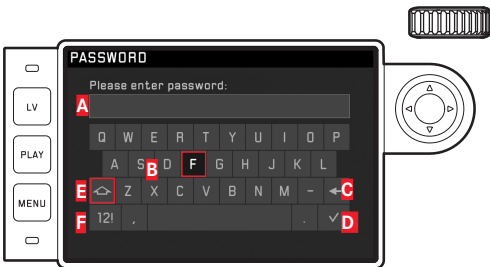 PASSWORD
Please enter password:
A
LV
Q W E R T Y U I O P
PLAY
A S B D F G H J K L
E Z X C V B N M - C
MENU
F 12! , . D